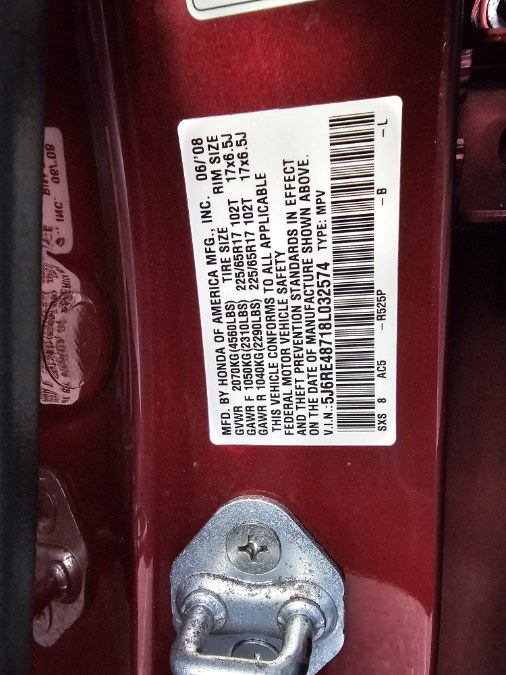 MFD. BY HONDA OF AMERICA MFG., INC. 06/'08
TIRE SIZE RIM SIZE
GVWR 2070KG(4560LBS)
GAWR F 1050KG(2310LBS) 225/65R17 102T 17x6.5J
GAWR R 1040KG(2290LBS) 225/65R17 102T 17x6.5J
THIS VEHICLE CONFORMS TO ALL APPLICABLE
FEDERAL MOTOR VEHICLE SAFETY
AND THEFT PREVENTION STANDARDS IN EFFECT
ON THE DATE OF MANUFACTURE SHOWN ABOVE.
V.I.N.:5J6RE48718L032574 TYPE: MPV
SXS 8 AC5 -R525P -B -L
INC. 06/'08